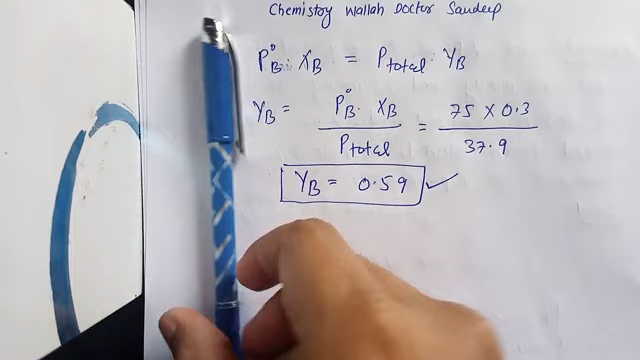 Chemistry Wallah Doctor Sandeep
P°B. XB = Ptotal. YB
YB = P°B. XB / Ptotal = 75 × 0.3 / 37.9
YB = 0.59 ✓